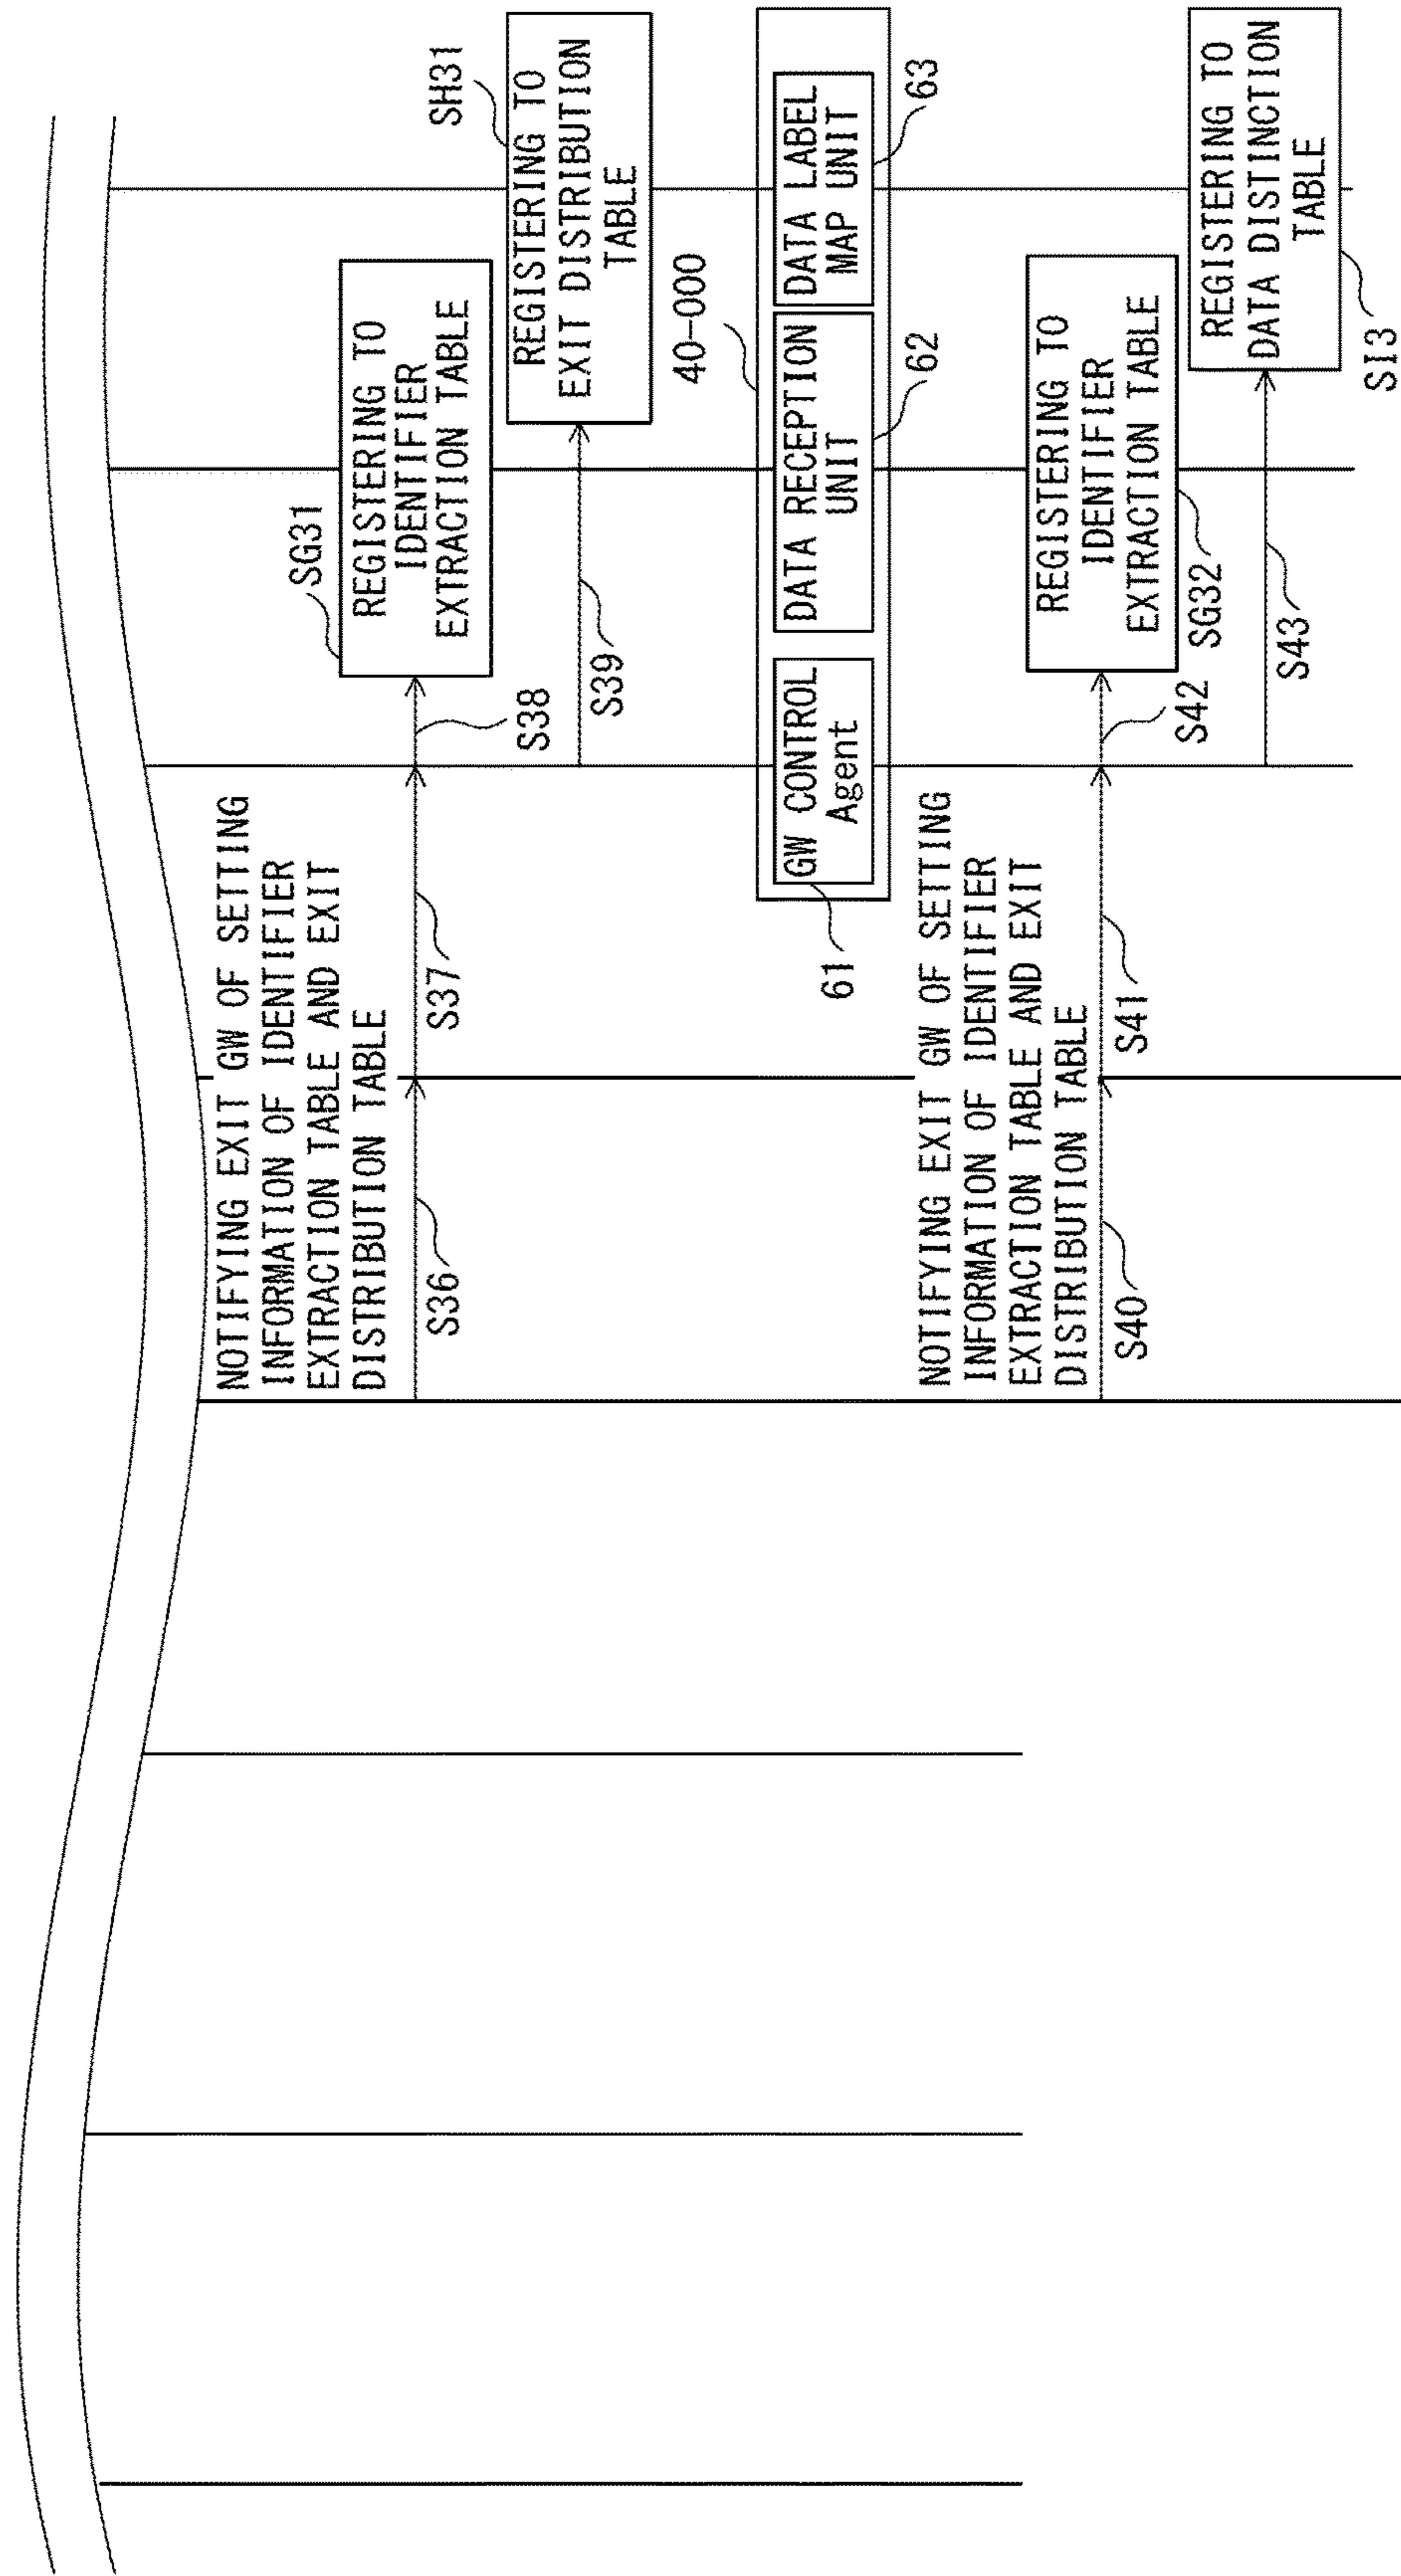 NOTIFYING EXIT GW OF SETTING
INFORMATION OF IDENTIFIER
EXTRACTION TABLE AND EXIT
DISTRIBUTION TABLE
S36
S37
S38
SG31
REGISTERING TO
IDENTIFIER
EXTRACTION TABLE
S39
SH31
REGISTERING TO
EXIT DISTRIBUTION
TABLE
40-000
GW CONTROL
Agent
61
DATA RECEPTION
UNIT
62
DATA LABEL
MAP UNIT
63
NOTIFYING EXIT GW OF SETTING
INFORMATION OF IDENTIFIER
EXTRACTION TABLE AND EXIT
DISTRIBUTION TABLE
S40
S41
S42
REGISTERING TO
IDENTIFIER
EXTRACTION TABLE
SG32
S43
REGISTERING TO
DATA DISTINCTION
TABLE
SI3